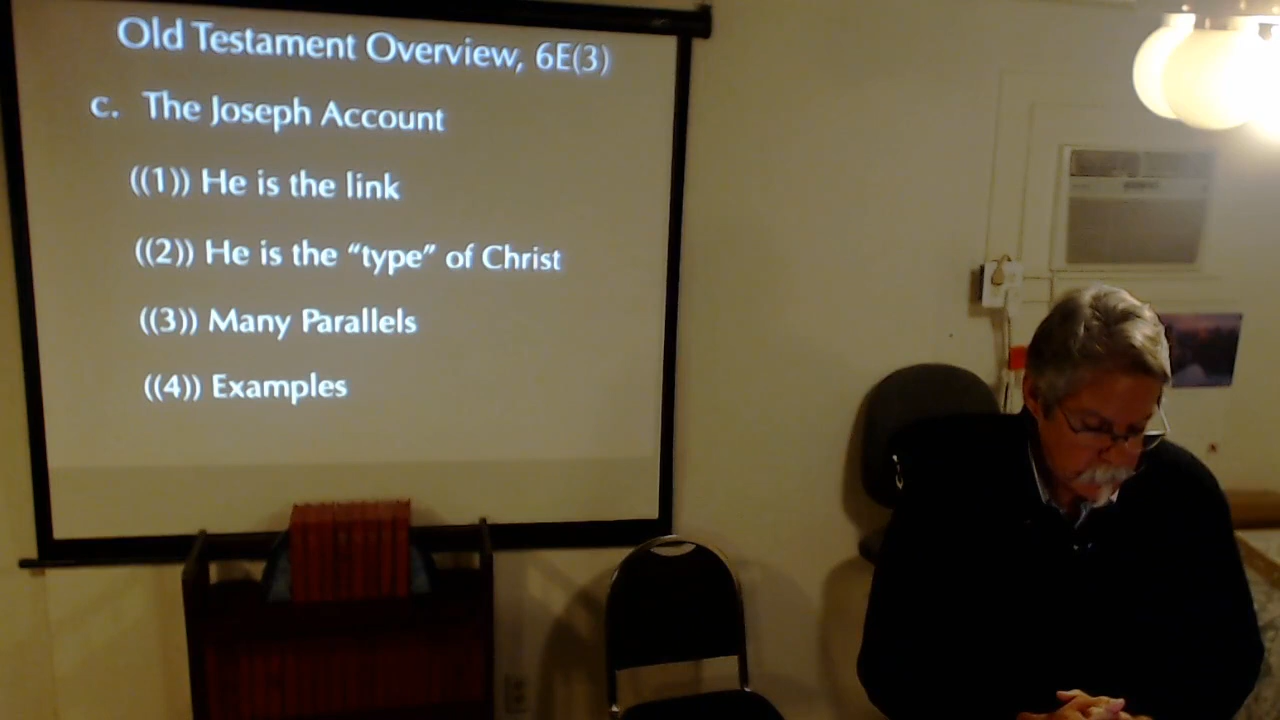 Old Testament Overview, 6E(3)
c. The Joseph Account
((1)) He is the link
((2)) He is the “type” of Christ
((3)) Many Parallels
((4)) Examples